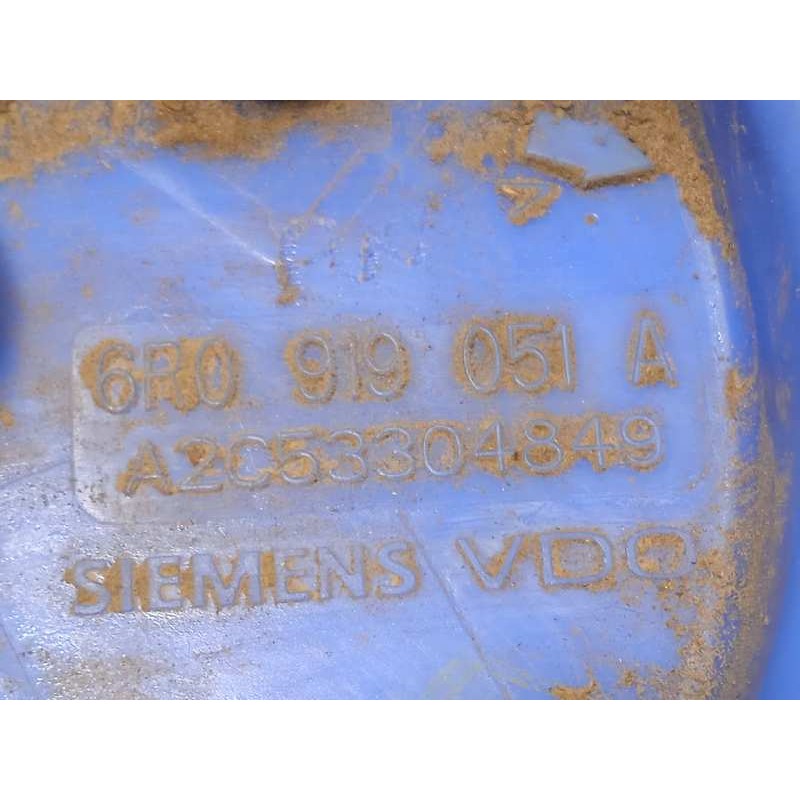 6R0 919 051 A
A2C53304849
SIEMENS VDO